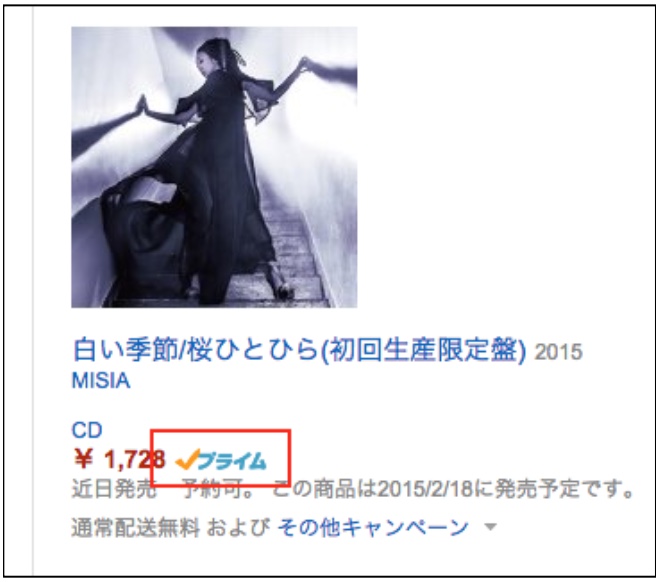 白い季節/桜ひとひら(初回生産限定盤) 2015
MISIA
CD
￥ 1,728 プライム
近日発売　予約可。 この商品は2015/2/18に発売予定です。
通常配送無料 および その他キャンペーン